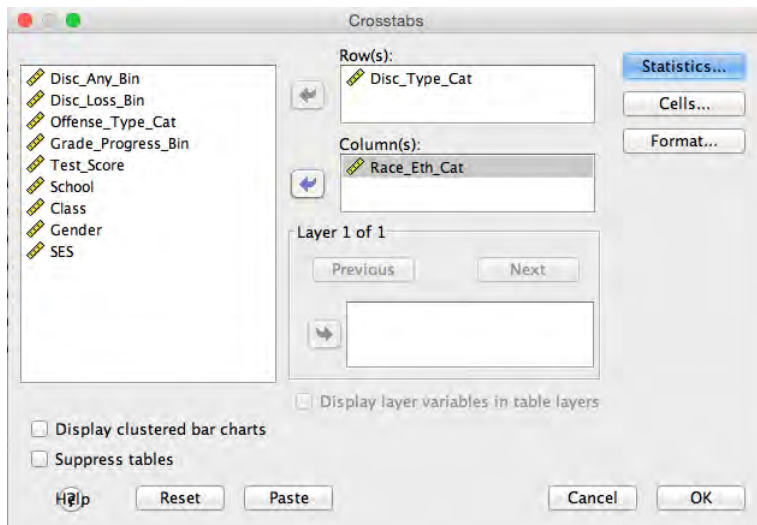 Crosstabs
Disc_Any_Bin
Disc_Loss_Bin
Offense_Type_Cat
Grade_Progress_Bin
Test_Score
School
Class
Gender
SES
Row(s):
Disc_Type_Cat
Column(s):
Race_Eth_Cat
Layer 1 of 1
Previous Next
Display layer variables in table layers
Statistics...
Cells...
Format...
Display clustered bar charts
Suppress tables
Help Reset Paste Cancel OK